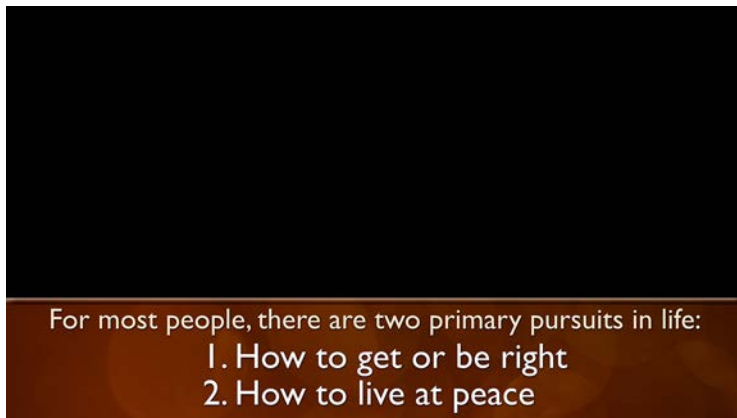 For most people, there are two primary pursuits in life:
1. How to get or be right
2. How to live at peace